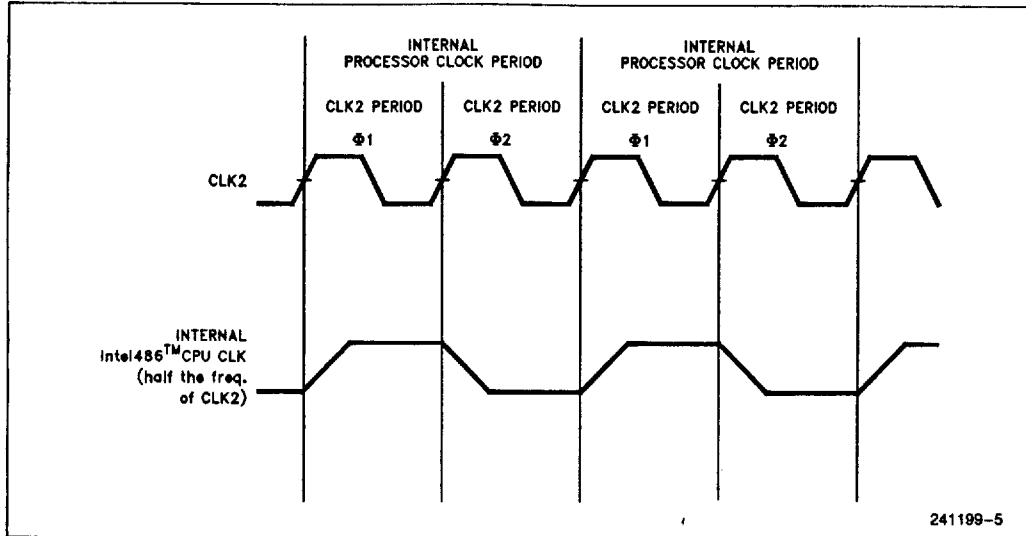 INTERNAL
PROCESSOR CLOCK PERIOD
INTERNAL
PROCESSOR CLOCK PERIOD
CLK2 PERIOD
CLK2 PERIOD
CLK2 PERIOD
CLK2 PERIOD
Φ1
Φ2
Φ1
Φ2
CLK2
INTERNAL
Intel486™CPU CLK
(half the freq.
of CLK2)
241199–5